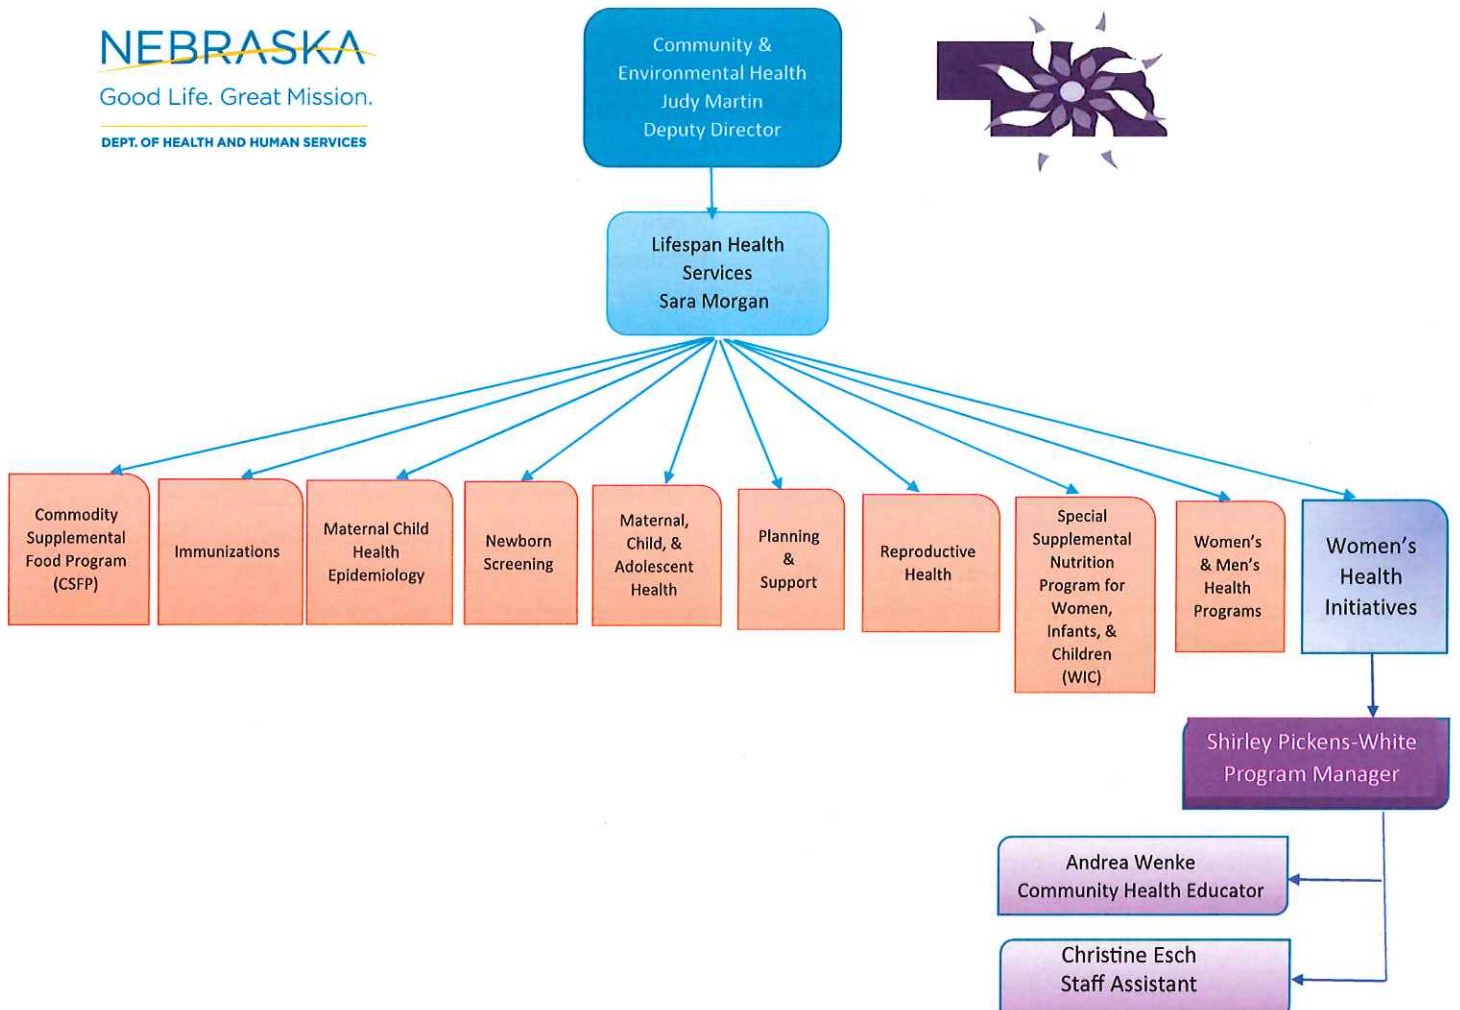 NEBRASKA
Good Life. Great Mission.
DEPT. OF HEALTH AND HUMAN SERVICES
Community &
Environmental Health
Judy Martin
Deputy Director
Lifespan Health
Services
Sara Morgan
Commodity
Supplemental
Food Program
(CSFP)
Immunizations
Maternal Child
Health
Epidemiology
Newborn
Screening
Maternal,
Child, &
Adolescent
Health
Planning
&
Support
Reproductive
Health
Special
Supplemental
Nutrition
Program for
Women,
Infants, &
Children
(WIC)
Women's
& Men's
Health
Programs
Women's
Health
Initiatives
Shirley Pickens-White
Program Manager
Andrea Wenke
Community Health Educator
Christine Esch
Staff Assistant